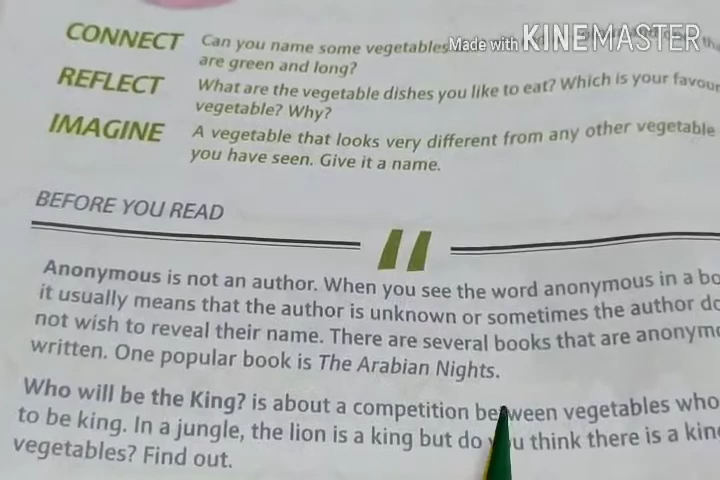 CONNECT Can you name some vegetables
are green and long?
REFLECT What are the vegetable dishes you like to eat? Which is your favour
vegetable? Why?
IMAGINE A vegetable that looks very different from any other vegetable
you have seen. Give it a name.
BEFORE YOU READ
Anonymous is not an author. When you see the word anonymous in a bo
it usually means that the author is unknown or sometimes the author do
not wish to reveal their name. There are several books that are anonym
written. One popular book is The Arabian Nights.
Who will be the King? is about a competition between vegetables who
to be king. In a jungle, the lion is a king but do you think there is a king
vegetables? Find out.
Made with KINEMASTER